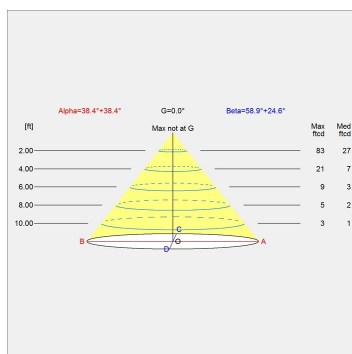 Alpha=38.4°+38.4° G=0.0° Beta=58.9°+24.6°
[ft] Max not at G Max ftcd Med ftcd
2.00 83 27
4.00 21 7
6.00 9 3
8.00 5 2
10.00 3 1
C
B O A
D